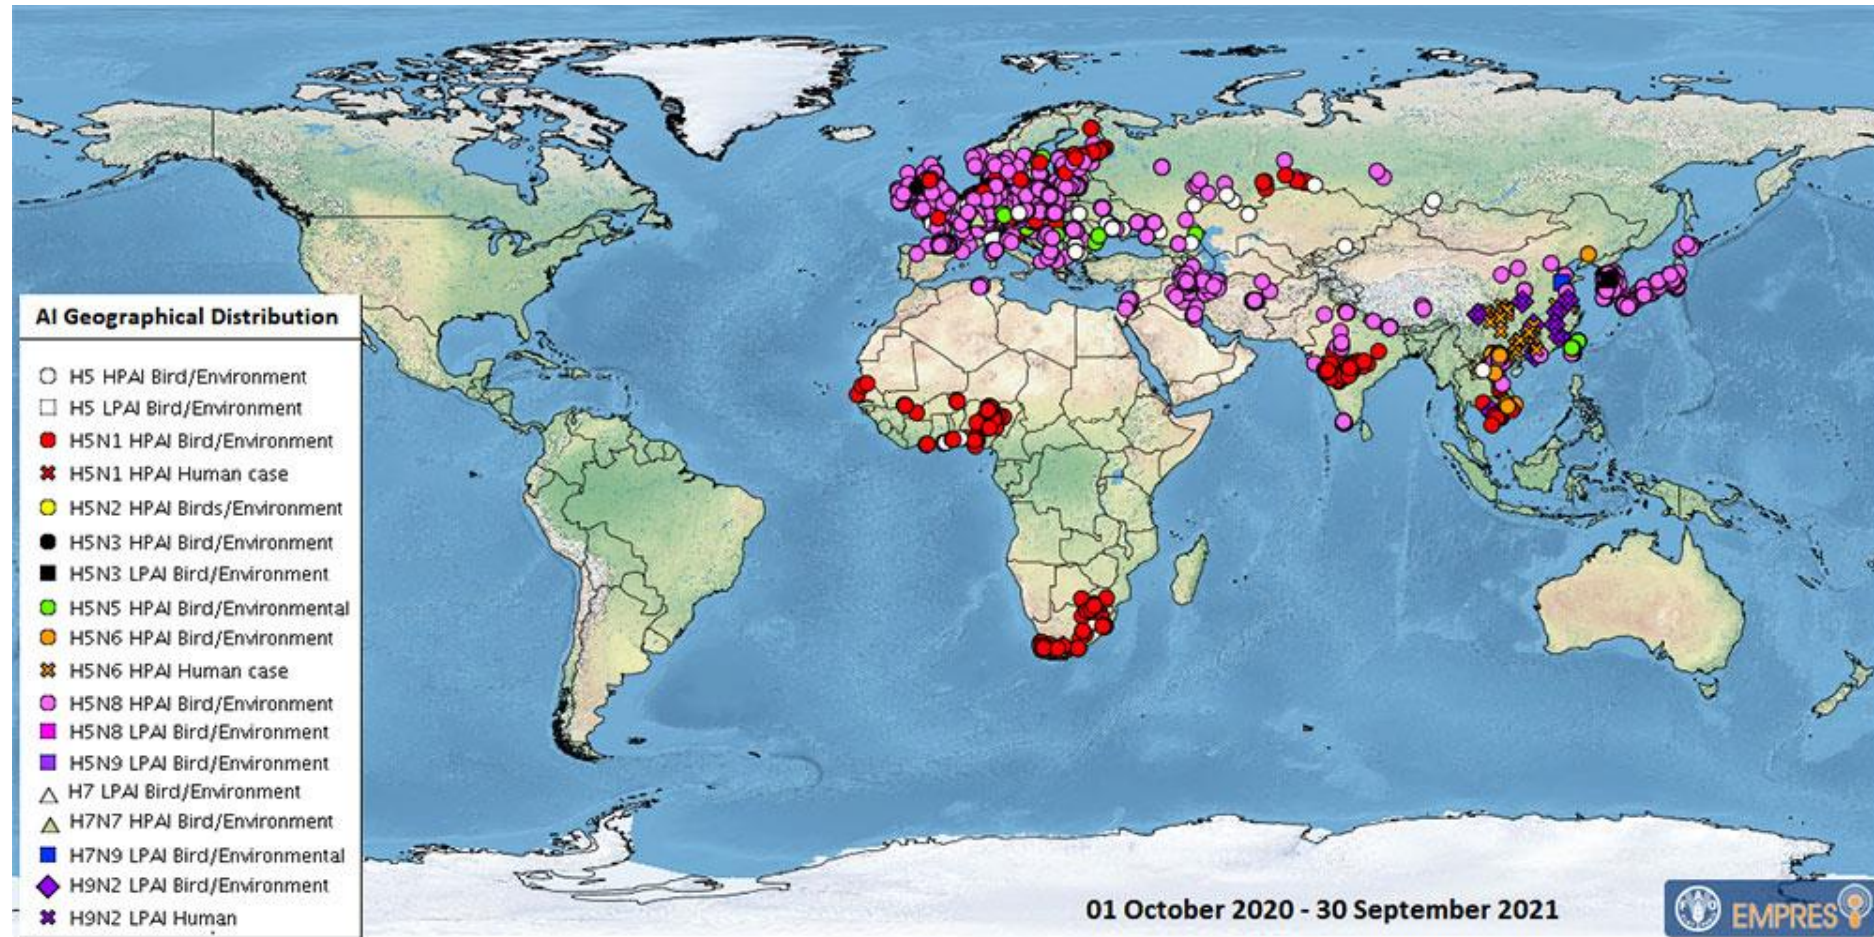 AI Geographical Distribution
H5 HPAI Bird/Environment
H5 LPAI Bird/Environment
H5N1 HPAI Bird/Environment
H5N1 HPAI Human case
H5N2 HPAI Birds/Environment
H5N3 HPAI Bird/Environment
H5N3 LPAI Bird/Environment
H5N5 HPAI Bird/Environmental
H5N6 HPAI Bird/Environment
H5N6 HPAI Human case
H5N8 HPAI Bird/Environment
H5N8 LPAI Bird/Environment
H5N9 LPAI Bird/Environment
H7 LPAI Bird/Environment
H7N7 HPAI Bird/Environment
H7N9 LPAI Bird/Environmental
H9N2 LPAI Bird/Environment
H9N2 LPAI Human
01 October 2020 - 30 September 2021
FAO
EMPRES